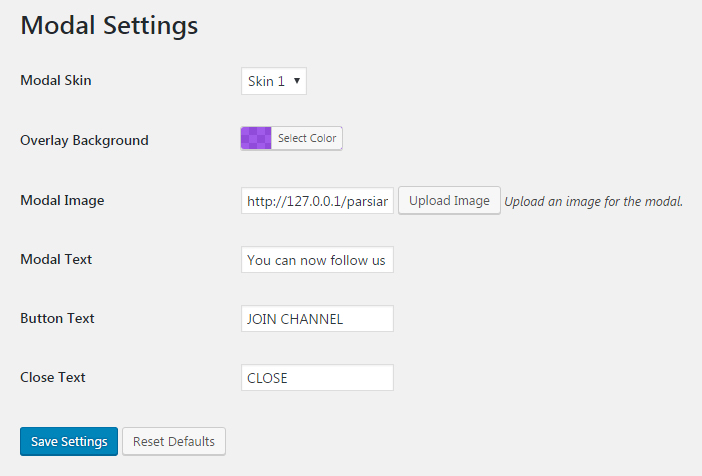 Modal Settings
Modal Skin Skin 1
Overlay Background Select Color
Modal Image http://127.0.0.1/parsiar Upload Image Upload an image for the modal.
Modal Text You can now follow us
Button Text JOIN CHANNEL
Close Text CLOSE
Save Settings Reset Defaults